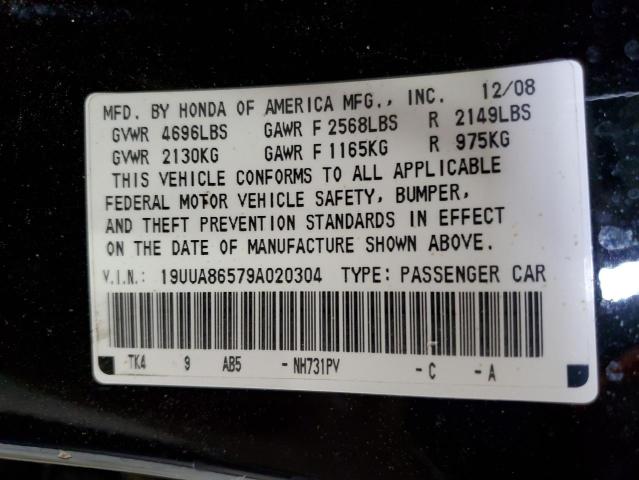 MFD. BY HONDA OF AMERICA MFG., INC. 12/08
GVWR 4696LBS GAWR F 2568LBS R 2149LBS
GVWR 2130KG GAWR F 1165KG R 975KG
THIS VEHICLE CONFORMS TO ALL APPLICABLE
FEDERAL MOTOR VEHICLE SAFETY, BUMPER,
AND THEFT PREVENTION STANDARDS IN EFFECT
ON THE DATE OF MANUFACTURE SHOWN ABOVE.
V.I.N.: 19UUA86579A020304 TYPE: PASSENGER CAR
TK4 9 AB5 - NH731PV - C - A